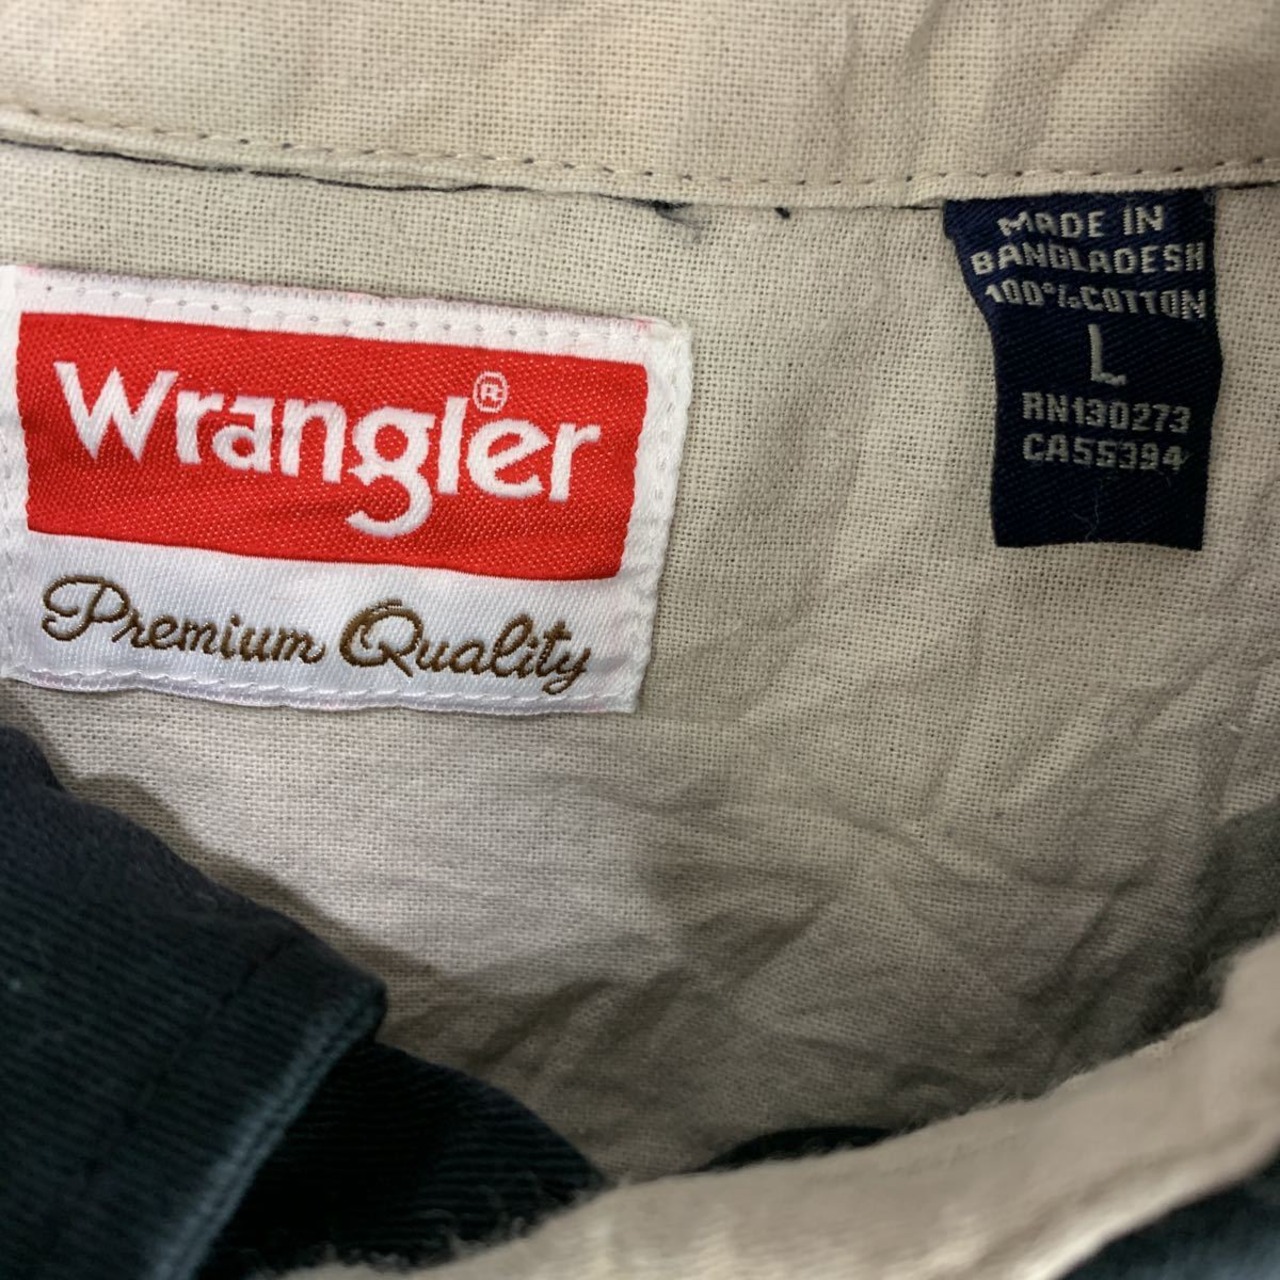 Wrangler®
Premium Quality
MADE IN
BANGLADESH
100%COTTON
L
RN130273
CA55394